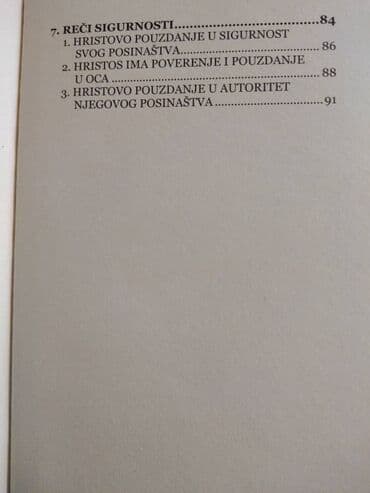 7. REČI SIGURNOSTI........................................84
1. HRISTOVO POUZDANJE U SIGURNOST
SVOG POSINAŠTVA........................................86
2. HRISTOS IMA POVERENJE I POUZDANJE
U OCA........................................88
3. HRISTOVO POUZDANJE U AUTORITET
NJEGOVOG POSINAŠTVA........................................91